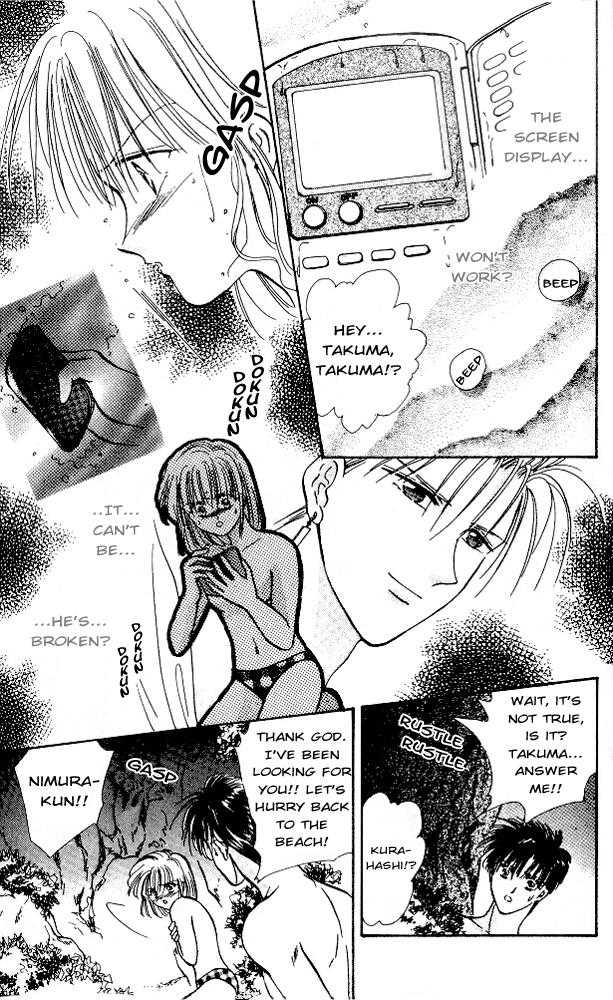 THE
SCREEN
DISPLAY...
ON
OFF
WON'T
WORK?
BEEP
BEEP
HEY...
TAKUMA,
TAKUMA!?
GASP
DOKUN
DOKUN
..IT...
CAN'T
BE...
...HE'S...
BROKEN?
DOKUN
DOKUN
WAIT, IT'S
NOT TRUE,
IS IT?
TAKUMA...
ANSWER
ME!!
RUSTLE
RUSTLE
KURA-
HASHI!?
THANK GOD.
I'VE BEEN
LOOKING FOR
YOU!! LET'S
HURRY BACK
TO THE
BEACH!
GASP
NIMURA-
KUN!!